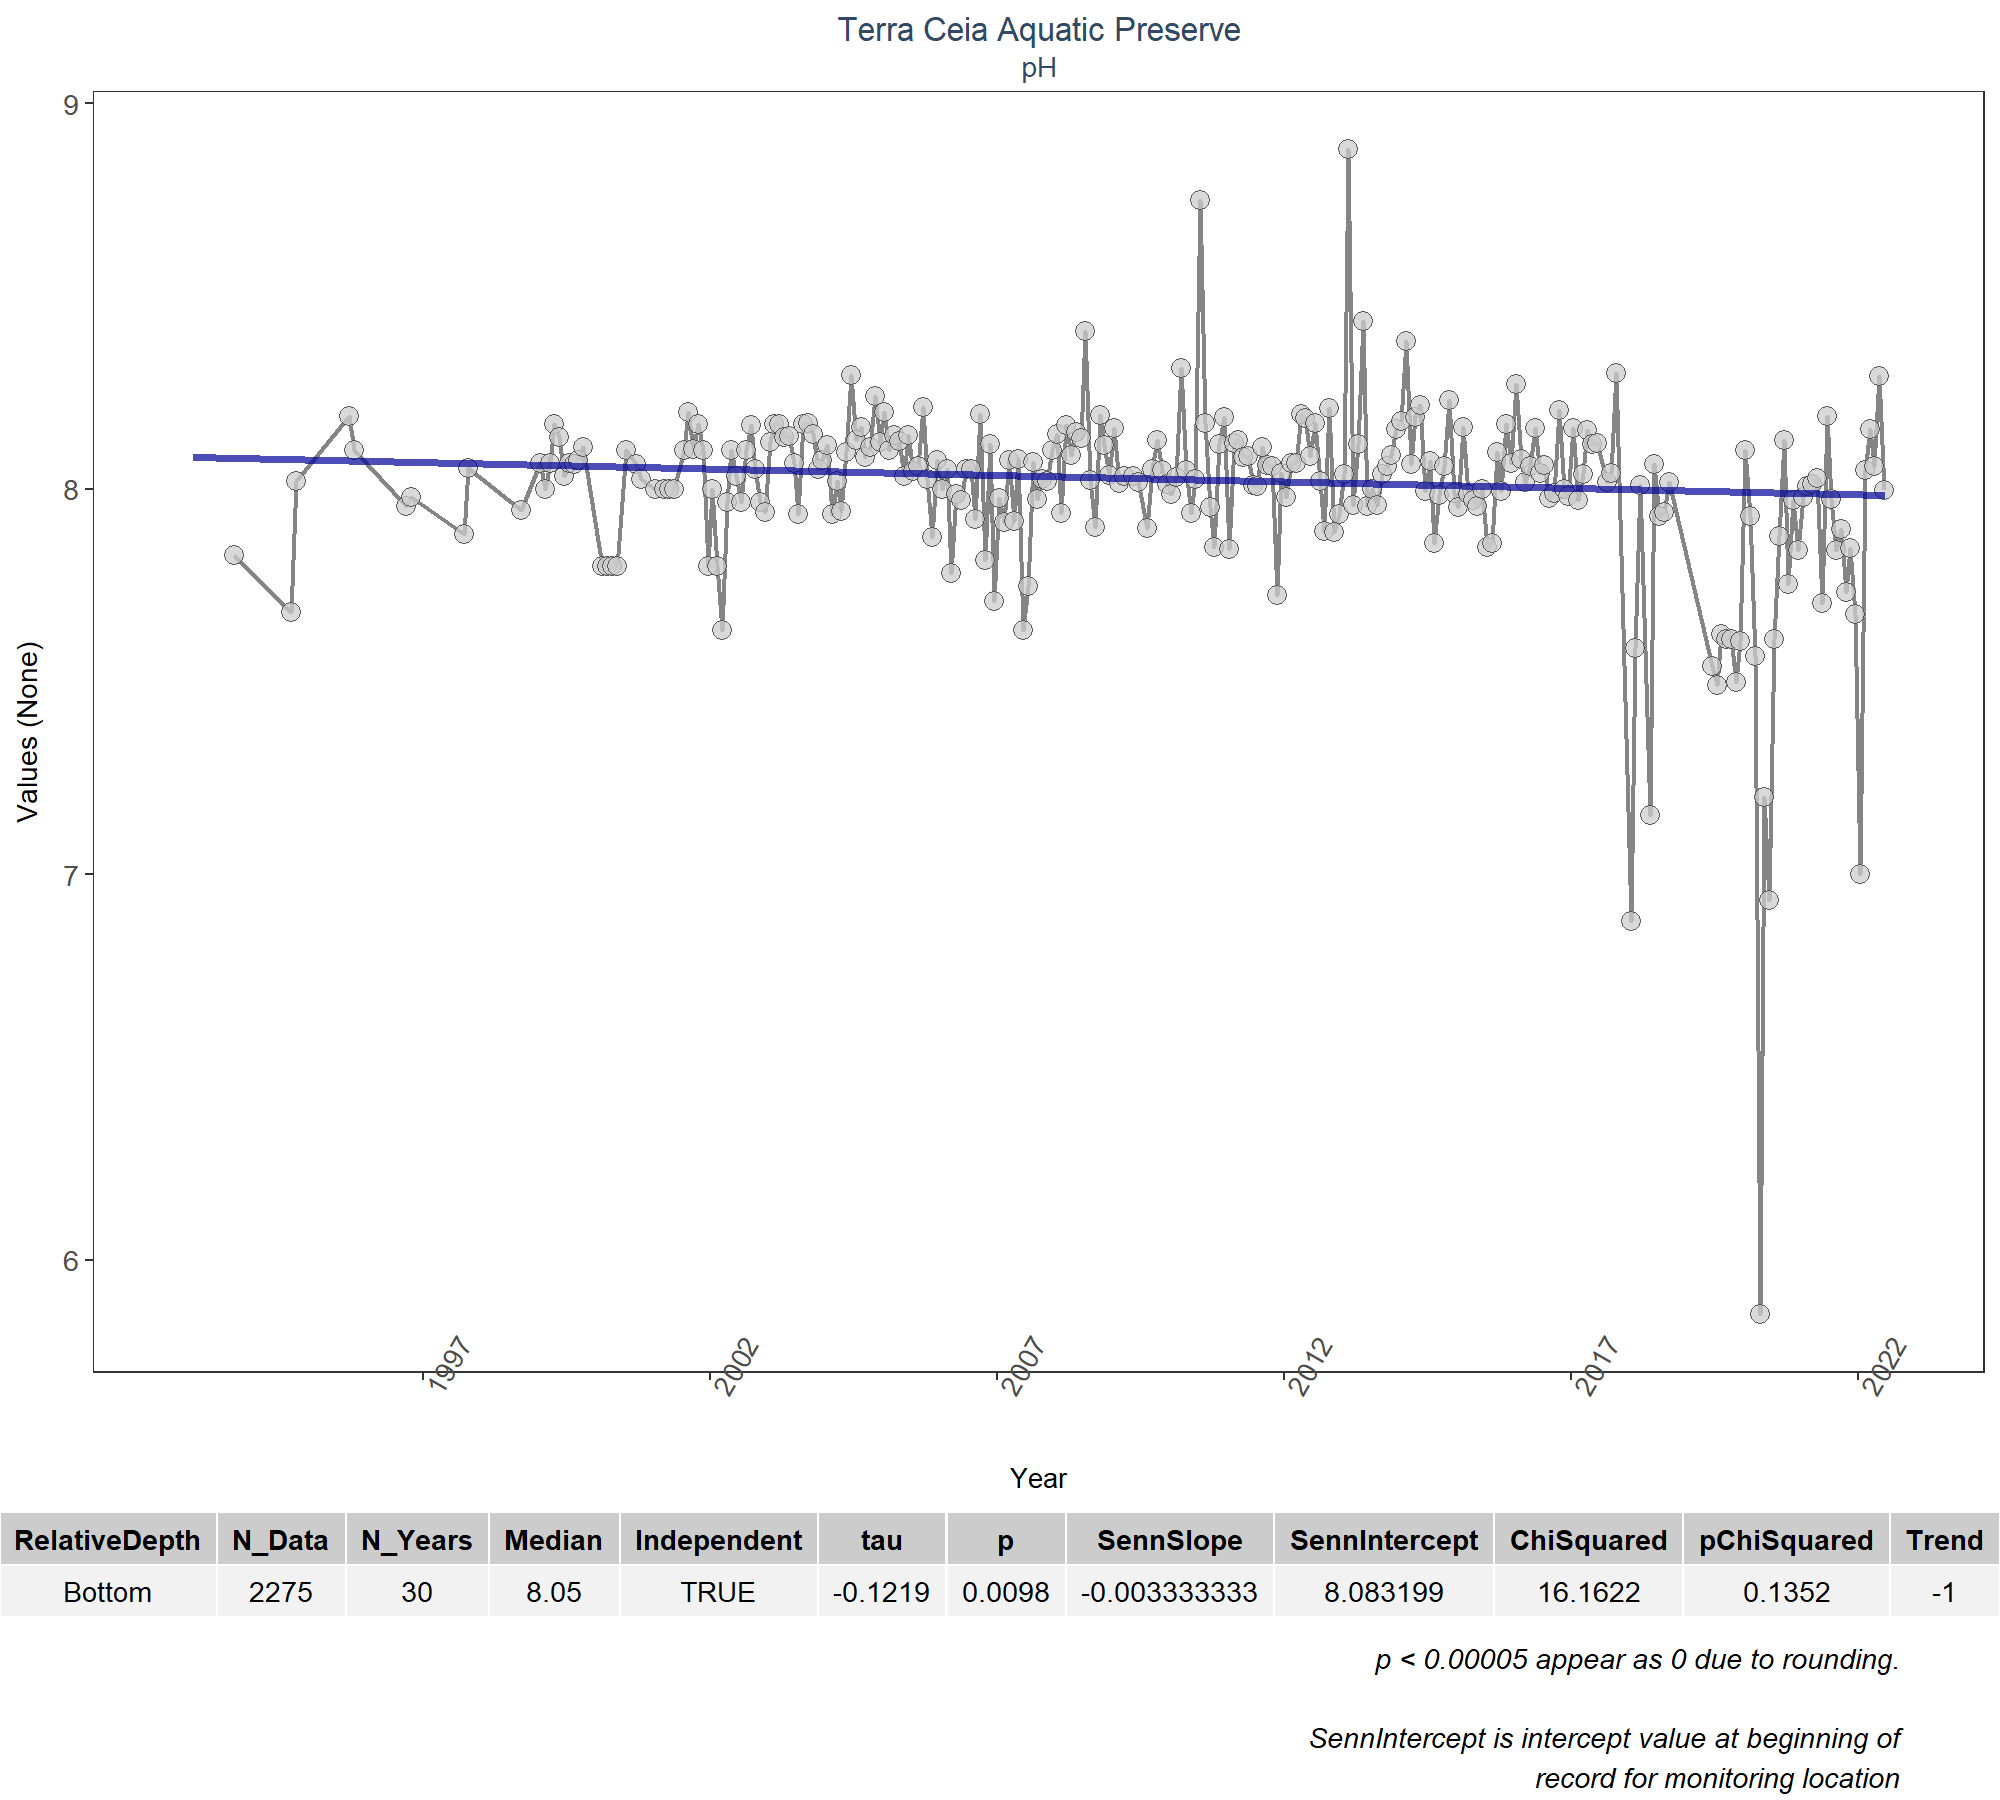 Terra Ceia Aquatic Preserve
pH
Values (None)
9
8
7
6
1997 2002 2007 2012 2017 2022
Year
RelativeDepth N_Data N_Years Median Independent tau p SennSlope SennIntercept ChiSquared pChiSquared Trend
Bottom 2275 30 8.05 TRUE -0.1219 0.0098 -0.003333333 8.083199 16.1622 0.1352 -1
p < 0.00005 appear as 0 due to rounding.
SennIntercept is intercept value at beginning of
record for monitoring location